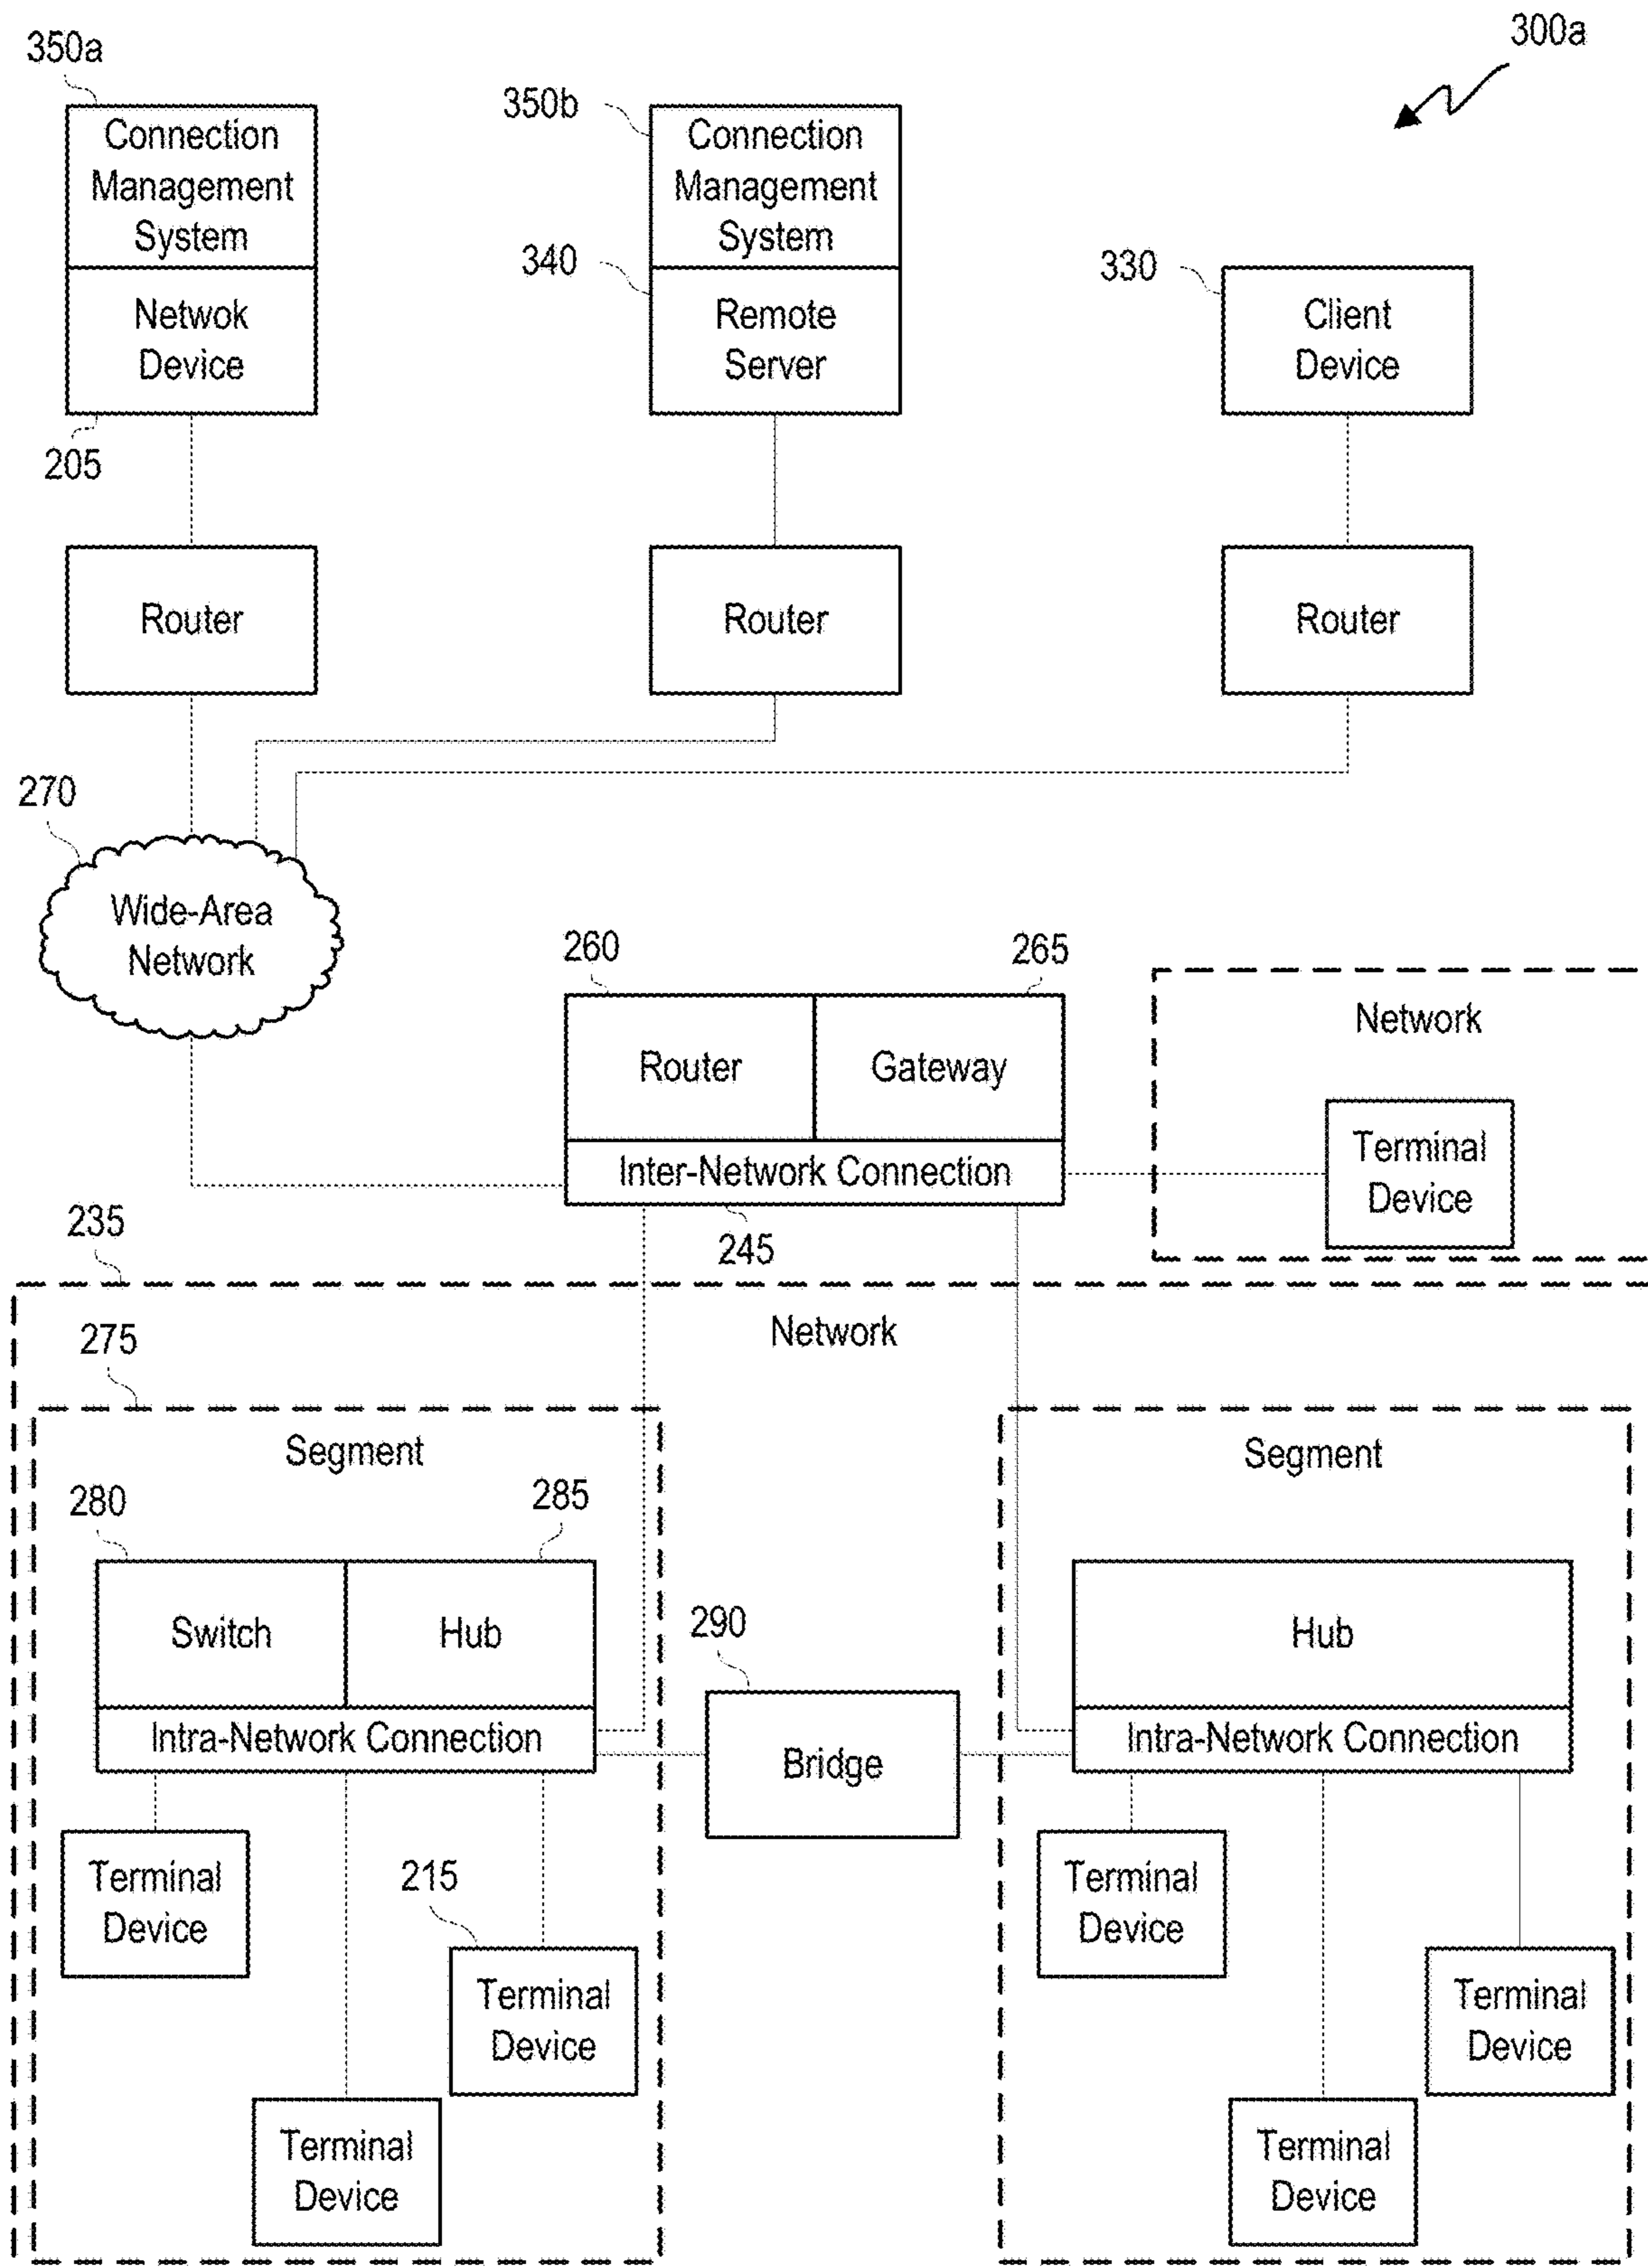 300a
350a
Connection
Management
System
Netwok
Device
205
350b
Connection
Management
System
340
Remote
Server
330
Client
Device
Router
Router
Router
270
Wide-Area
Network
260
265
Router
Gateway
Inter-Network Connection
245
Network
Terminal
Device
235
Network
275
Segment
280
285
Switch
Hub
Intra-Network Connection
Terminal
Device
215
Terminal
Device
Terminal
Device
290
Bridge
Segment
Hub
Intra-Network Connection
Terminal
Device
Terminal
Device
Terminal
Device